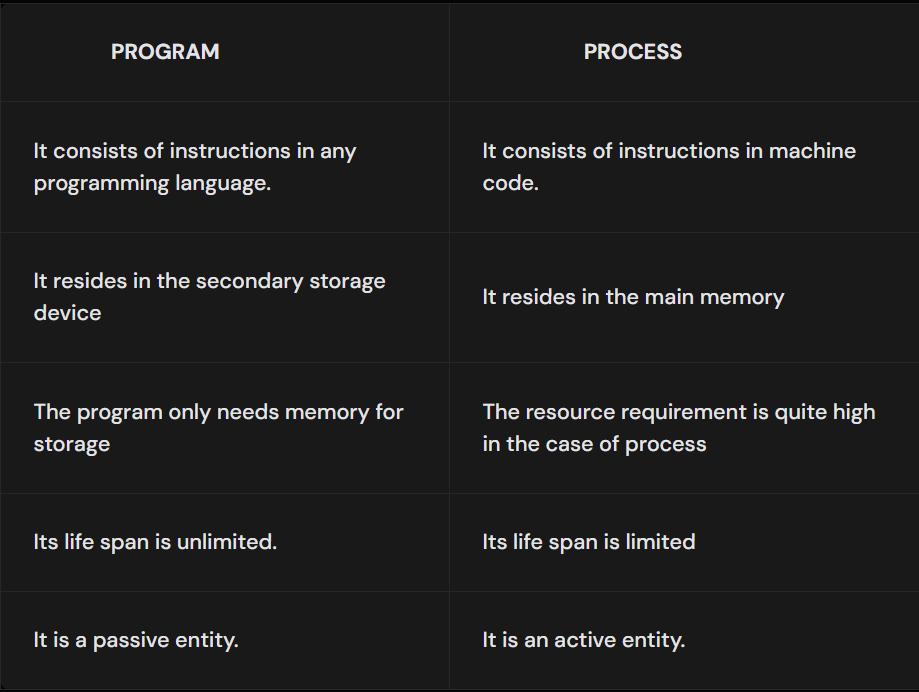 PROGRAM
PROCESS
It consists of instructions in any
programming language.
It consists of instructions in machine
code.
It resides in the secondary storage
device
It resides in the main memory
The program only needs memory for
storage
The resource requirement is quite high
in the case of process
Its life span is unlimited.
Its life span is limited
It is a passive entity.
It is an active entity.